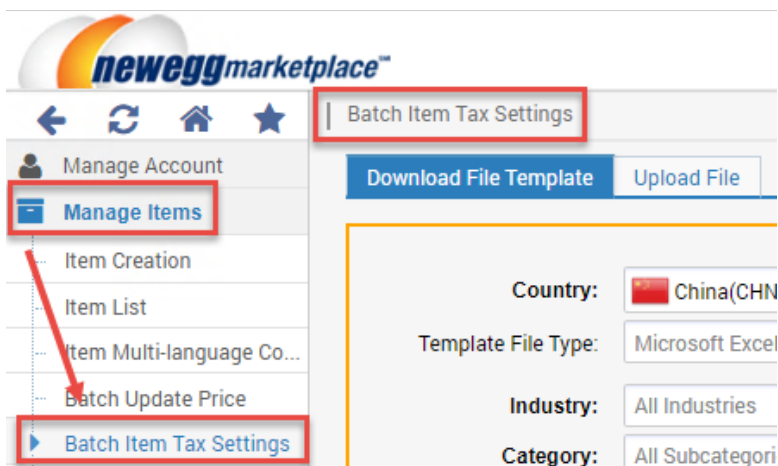 neweggmarketplace™
Batch Item Tax Settings
Manage Account
Download File Template
Upload File
Manage Items
Item Creation
Country:
China(CHN
Item List
Template File Type:
Microsoft Excel
Item Multi-language Co...
Batch Update Price
Industry:
All Industries
Batch Item Tax Settings
Category:
All Subcategori